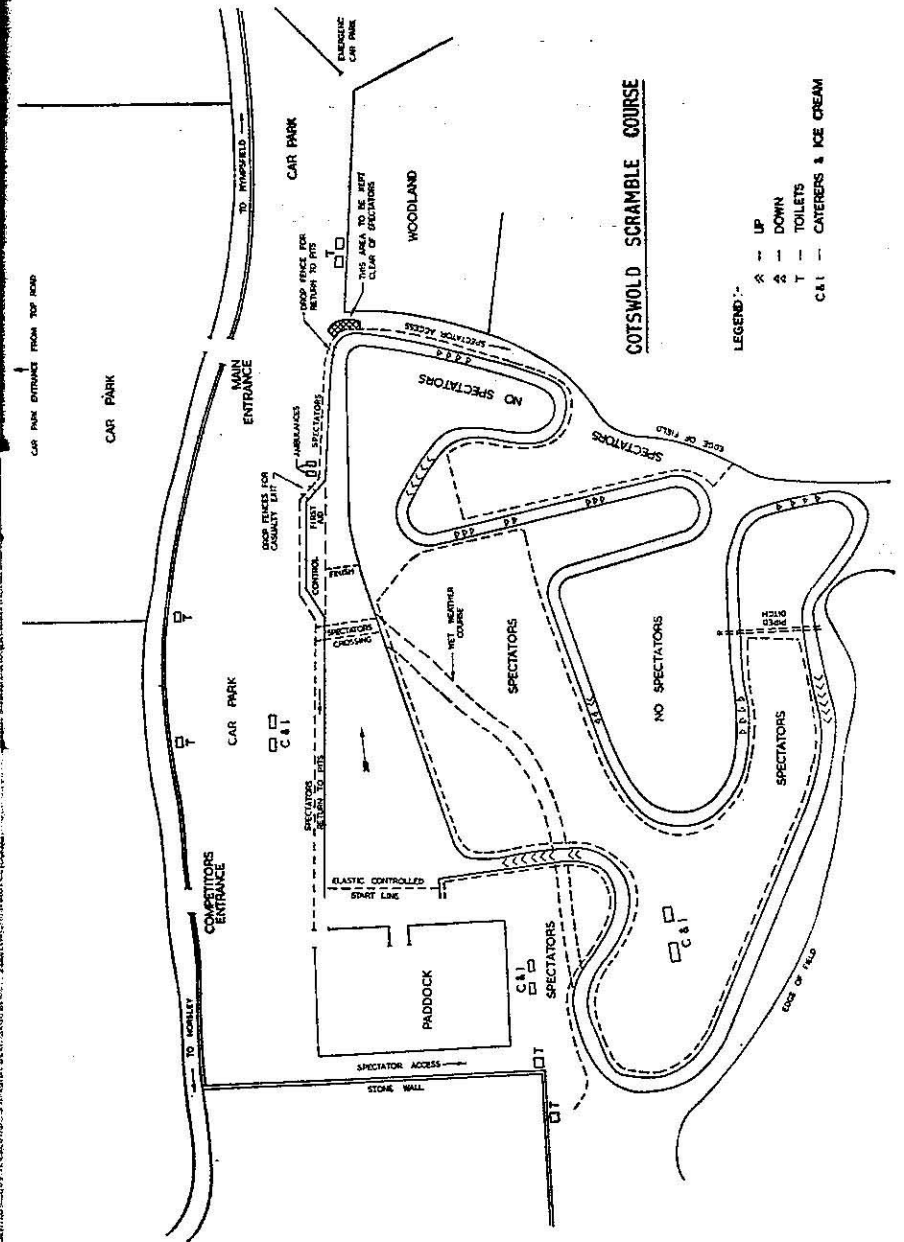 CAR PARK ENTRANCE FROM TOP ROAD
CAR PARK
TO NYMPSFIELD
TO HORSLEY
T
T
COMPETITORS
ENTRANCE
CAR PARK
C & I
MAIN
ENTRANCE
CAR PARK
EMERGENC
CAR PARK
DROP FENCES FOR
CASUALTY EXIT
AMBULANCES
DROP FENCE FOR
RETURN TO PITS
T
THIS AREA TO BE KEPT
CLEAR OF SPECTATORS
SPECTATORS
RETURN TO PITS
CONTROL
FIRST
AID
SPECTATORS
SPECTATORS
CROSSING
FINISH
ELASTIC CONTROLLED
START LINE
SPECTATOR ACCESS
STONE WALL
PADDOCK
WOODLAND
SPECTATOR ACCESS
NO SPECTATORS
WET WEATHER
COURSE
SPECTATORS
C & I
SPECTATORS
T
T
SPECTATORS
EDGE OF FIELD
NO SPECTATORS
C & I
PIPED
DITCH
SPECTATORS
EDGE OF FIELD
COTSWOLD SCRAMBLE COURSE
LEGEND:-
-- UP
-- DOWN
T -- TOILETS
C & I -- CATERERS & ICE CREAM